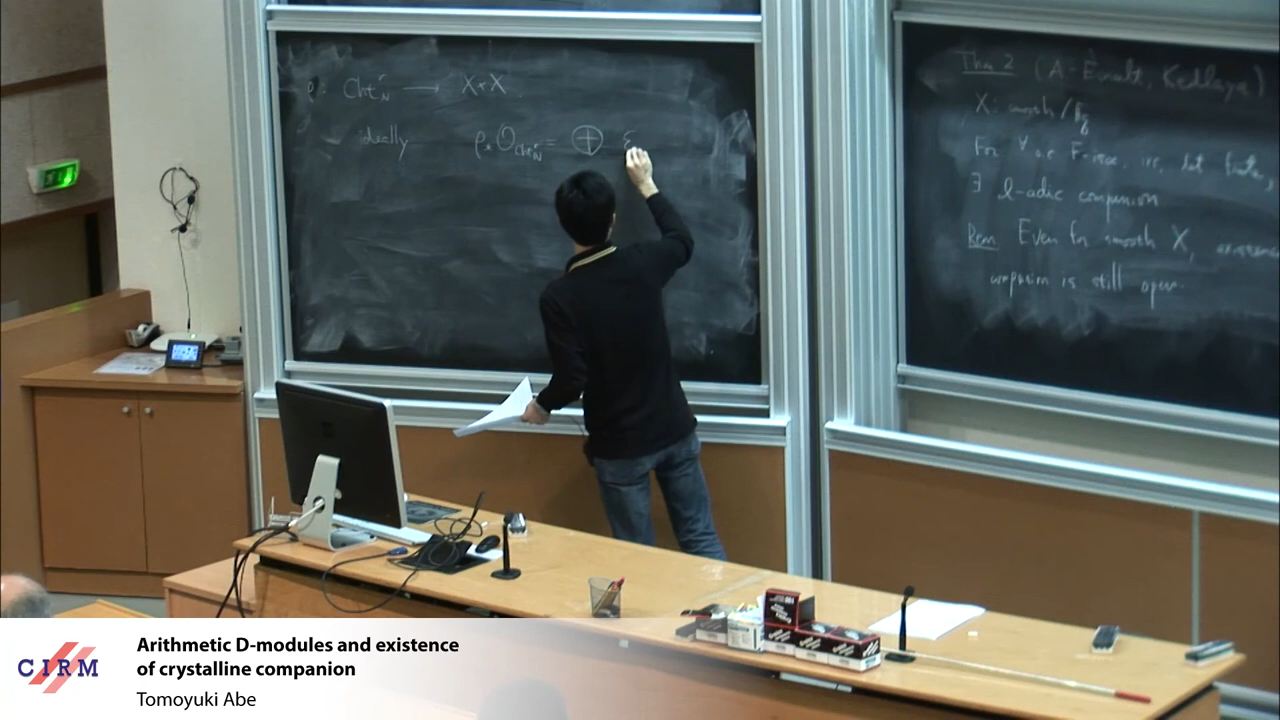 ρ: Cht_N^r → X×X
ideally ρ_* O_{Cht_N^r} = ⊕ ε
Thm 2 (A-Esnault, Kedlaya)
X: smooth / F_q
For ∀ F-isoc, irr, det finite,
∃ l-adic companion
Rem Even for smooth X, existence
companion is still open.
CIRM
Arithmetic D-modules and existence
of crystalline companion
Tomoyuki Abe